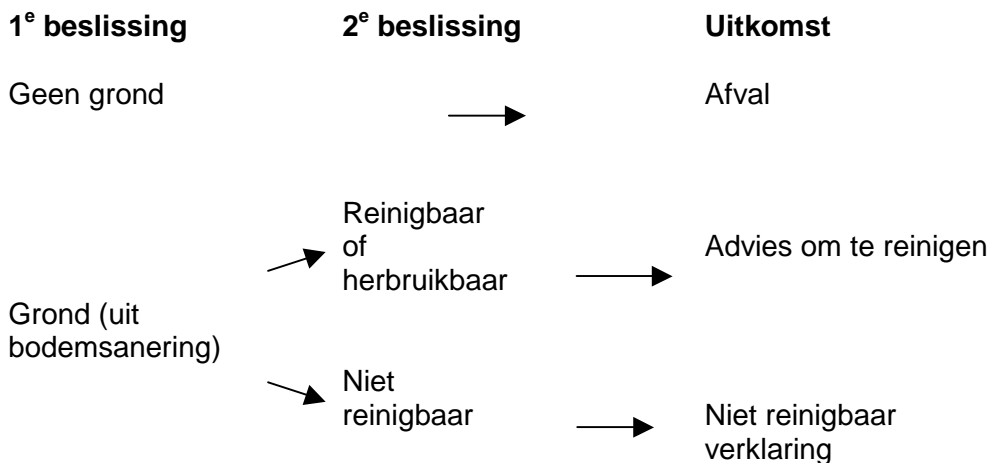 1e beslissing 2e beslissing Uitkomst
Geen grond Afval
Reinigbaar
of
herbruikbaar
Advies om te reinigen
Grond (uit
bodemsanering)
Niet
reinigbaar
Niet reinigbaar
verklaring